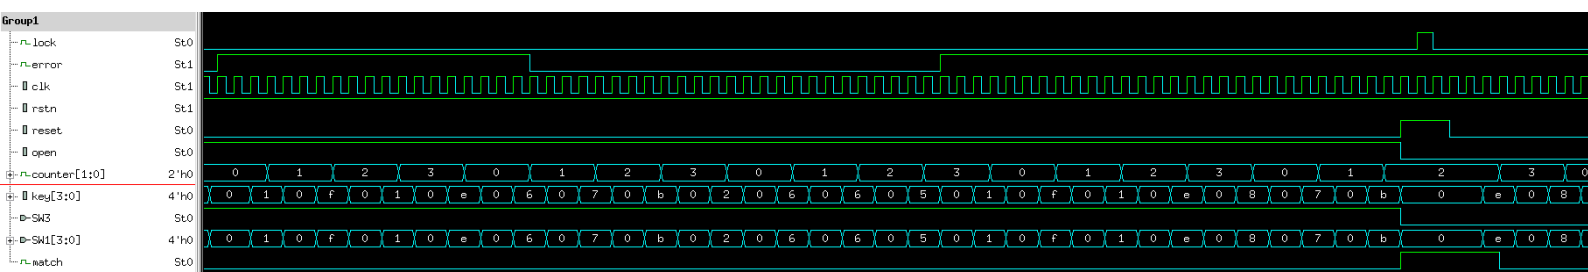 Group1
lock St0
error St1
clk St1
rstn St1
reset St0
open St0
counter[1:0] 2'h0 0 1 2 3 0 1 2 3 0 1 2 3 0 1 2 3 0 1 2 3 0
key[3:0] 4'h0 0 1 0 f 0 1 0 e 0 6 0 7 0 b 0 2 0 6 0 6 0 5 0 1 0 f 0 1 0 e 0 8 0 7 0 b 0 e 0 8
SW3 St0
SW1[3:0] 4'h0 0 1 0 f 0 1 0 e 0 6 0 7 0 b 0 2 0 6 0 6 0 5 0 1 0 f 0 1 0 e 0 8 0 7 0 b 0 e 0 8
match St0